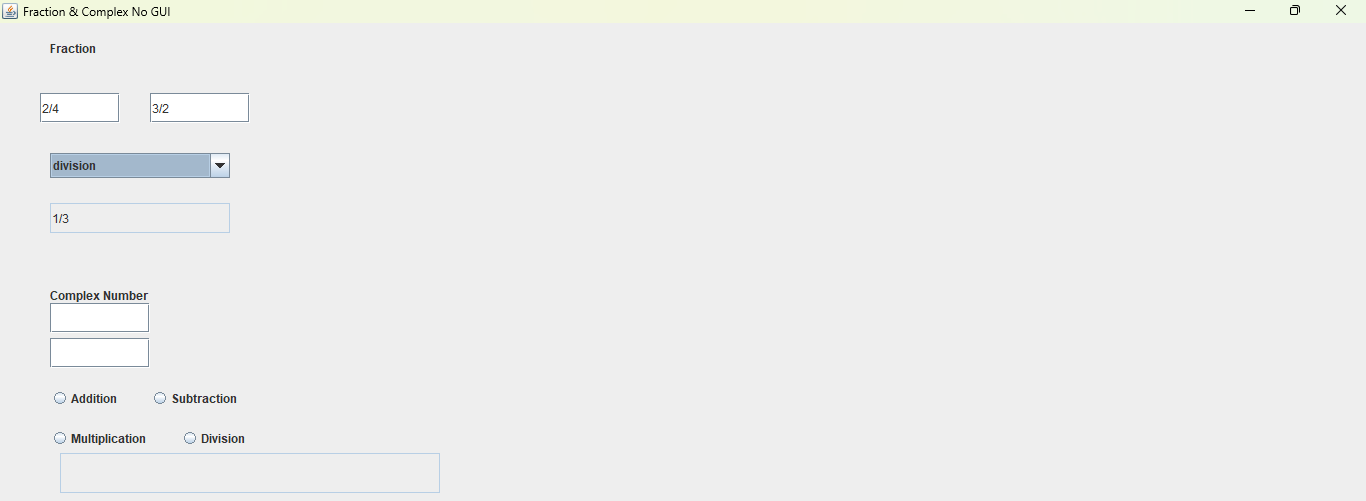 Fraction & Complex No GUI
Fraction
2/4 3/2
division
1/3
Complex Number
Addition Subtraction
Multiplication Division